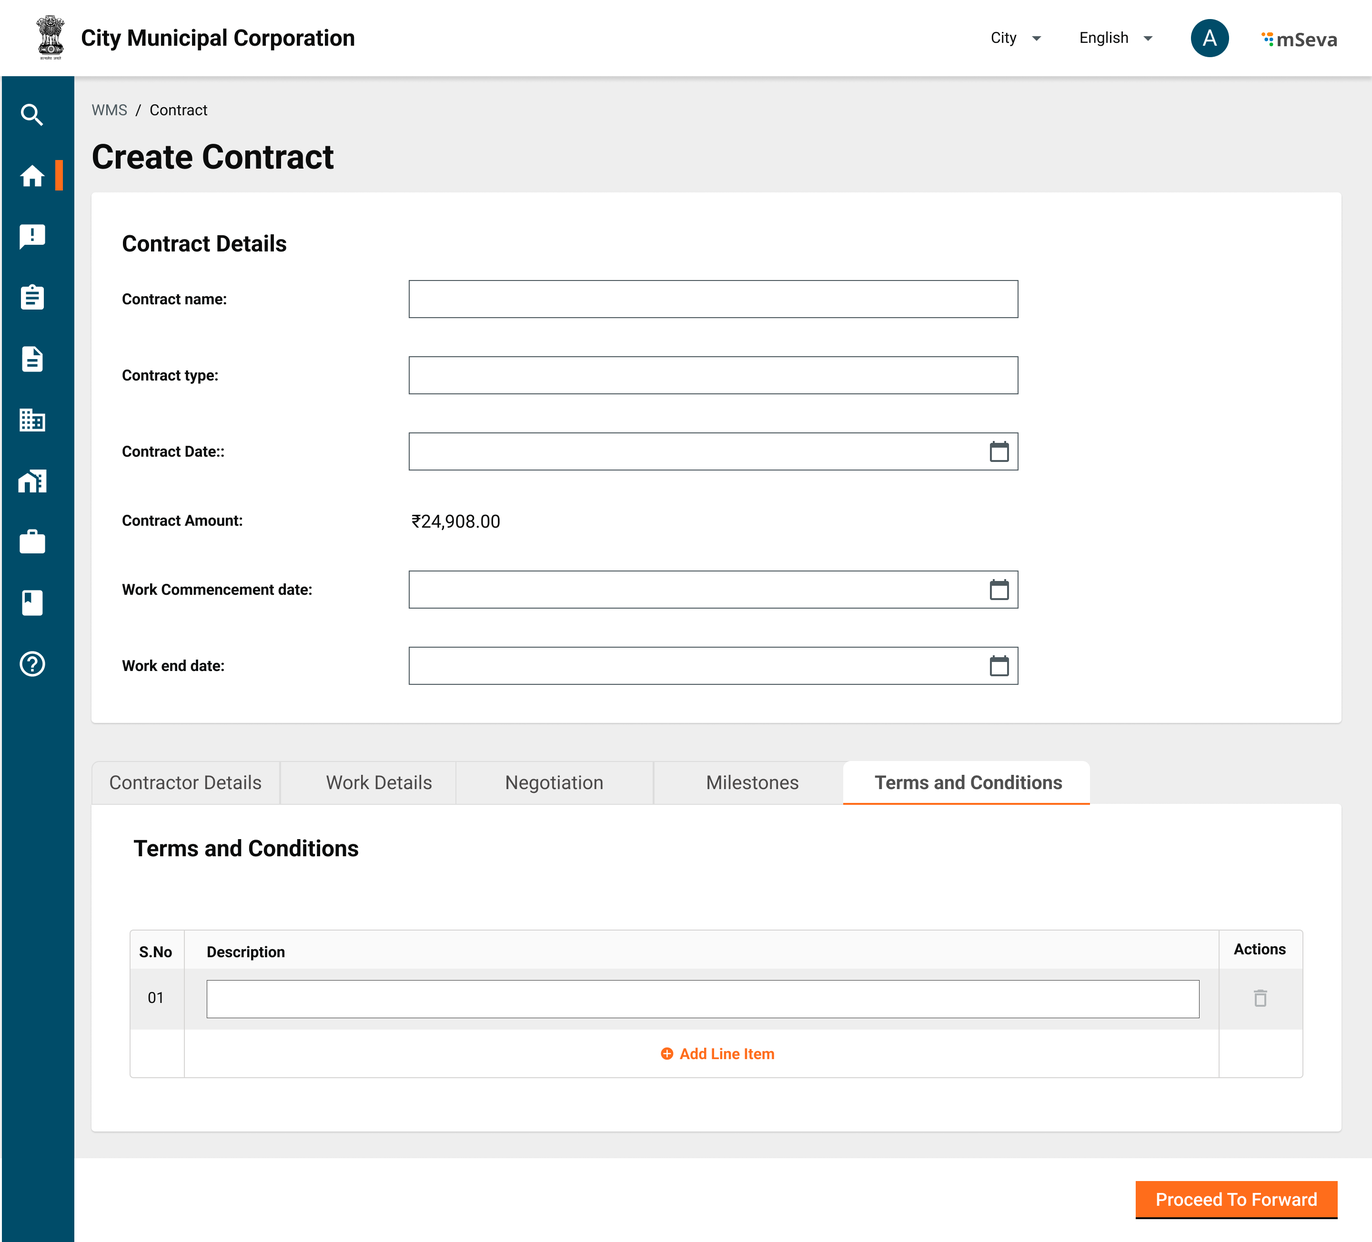 City Municipal Corporation
City
English
A
mSeva
WMS / Contract
Create Contract
Contract Details
Contract name:
Contract type:
Contract Date::
Contract Amount: ₹24,908.00
Work Commencement date:
Work end date:
Contractor Details
Work Details
Negotiation
Milestones
Terms and Conditions
Terms and Conditions
S.No Description Actions
01
Add Line Item
Proceed To Forward